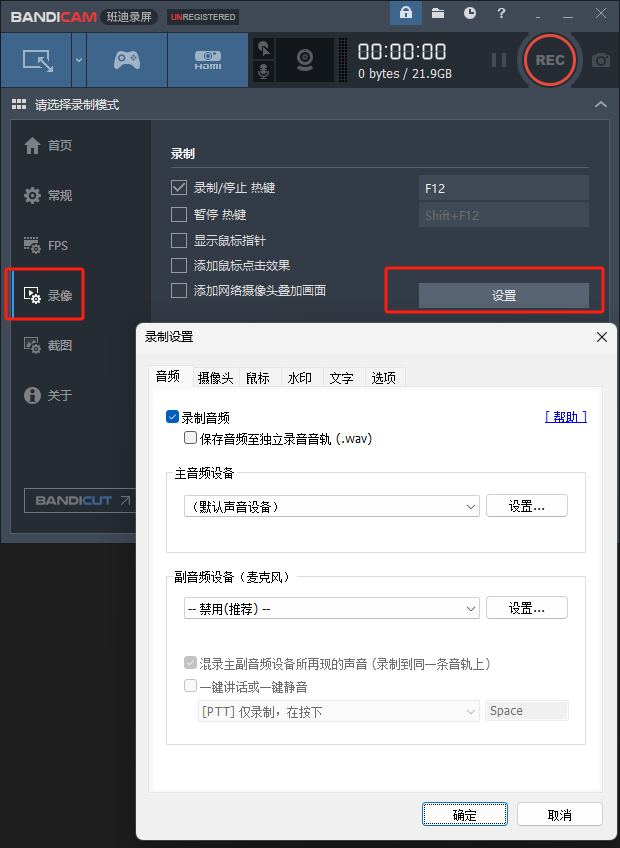 BANDICAM 班迪录屏 UNREGISTERED
HDMI
00:00:00
0 bytes / 21.9GB
REC
请选择录制模式
首页
常规
FPS
录像
截图
关于
BANDICUT
录制
录制/停止 热键
F12
暂停 热键
Shift+F12
显示鼠标指针
添加鼠标点击效果
添加网络摄像头叠加画面
设置
录制设置
音频 摄像头 鼠标 水印 文字 选项
录制音频
[ 帮助 ]
保存音频至独立录音音轨 (.wav)
主音频设备
（默认声音设备）
设置...
副音频设备（麦克风）
-- 禁用(推荐) --
设置...
混录主副音频设备所再现的声音 (录制到同一条音轨上)
一键讲话或一键静音
[PTT] 仅录制，在按下
Space
确定
取消